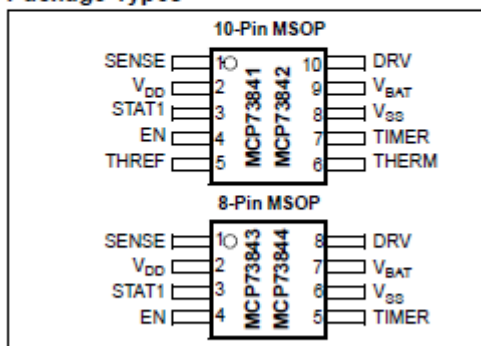 Package Types
10-Pin MSOP
SENSE 1 10 DRV
VDD 2 9 VBAT
STAT1 3 8 VSS
EN 4 7 TIMER
THREF 5 6 THERM
MCP73841
MCP73842
8-Pin MSOP
SENSE 1 8 DRV
VDD 2 7 VBAT
STAT1 3 6 VSS
EN 4 5 TIMER
MCP73843
MCP73844